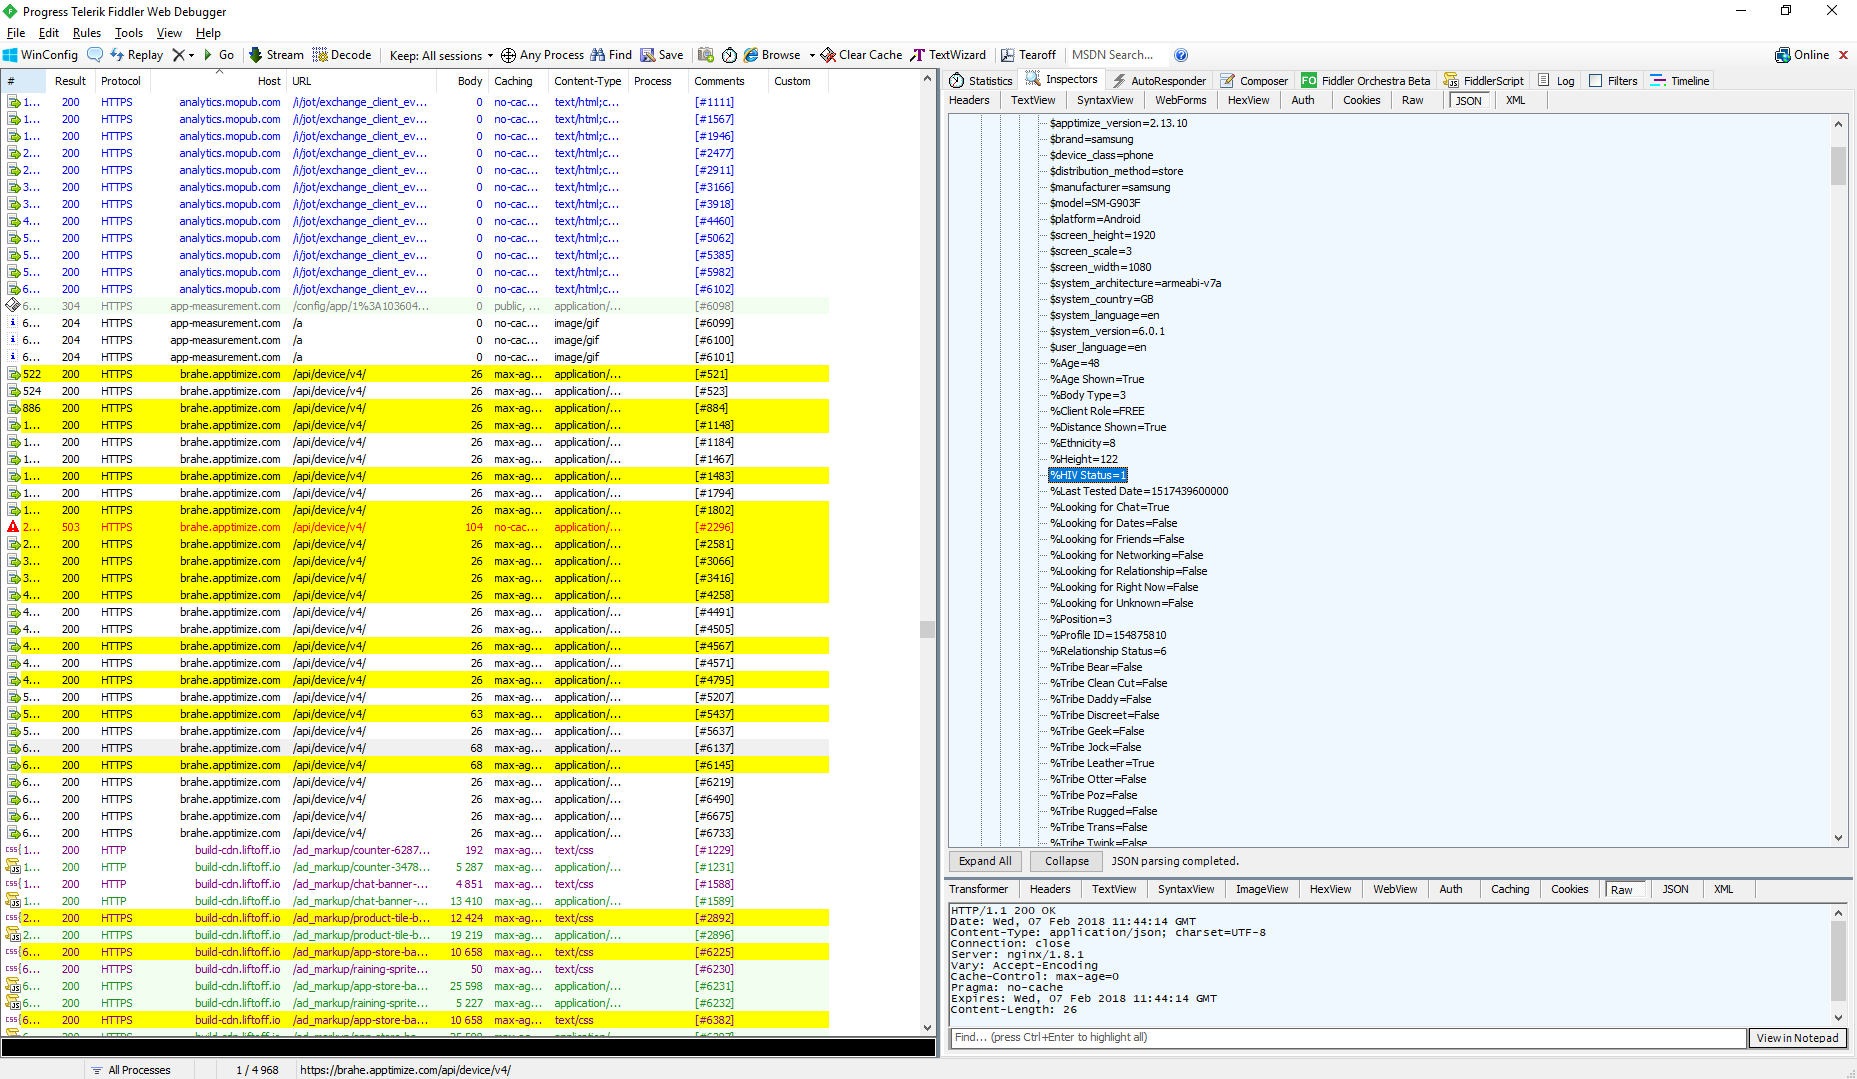 Progress Telerik Fiddler Web Debugger
File Edit Rules Tools View Help
WinConfig Replay Go Stream Decode Keep: All sessions Any Process Find Save Browse Clear Cache TextWizard Tearoff MSDN Search... Online
# Result Protocol Host URL Body Caching Content-Type Process Comments Custom
1... 200 HTTPS analytics.mopub.com /i/jot/exchange_client_ev... 0 no-cac... text/html;c... [#1111]
1... 200 HTTPS analytics.mopub.com /i/jot/exchange_client_ev... 0 no-cac... text/html;c... [#1567]
1... 200 HTTPS analytics.mopub.com /i/jot/exchange_client_ev... 0 no-cac... text/html;c... [#1946]
2... 200 HTTPS analytics.mopub.com /i/jot/exchange_client_ev... 0 no-cac... text/html;c... [#2477]
2... 200 HTTPS analytics.mopub.com /i/jot/exchange_client_ev... 0 no-cac... text/html;c... [#2911]
3... 200 HTTPS analytics.mopub.com /i/jot/exchange_client_ev... 0 no-cac... text/html;c... [#3166]
3... 200 HTTPS analytics.mopub.com /i/jot/exchange_client_ev... 0 no-cac... text/html;c... [#3918]
4... 200 HTTPS analytics.mopub.com /i/jot/exchange_client_ev... 0 no-cac... text/html;c... [#4460]
5... 200 HTTPS analytics.mopub.com /i/jot/exchange_client_ev... 0 no-cac... text/html;c... [#5062]
5... 200 HTTPS analytics.mopub.com /i/jot/exchange_client_ev... 0 no-cac... text/html;c... [#5385]
5... 200 HTTPS analytics.mopub.com /i/jot/exchange_client_ev... 0 no-cac... text/html;c... [#5982]
6... 200 HTTPS analytics.mopub.com /i/jot/exchange_client_ev... 0 no-cac... text/html;c... [#6102]
6... 304 HTTPS app-measurement.com /config/app/1%3A103604... 0 public, ... application/... [#6098]
6... 204 HTTPS app-measurement.com /a 0 no-cac... image/gif [#6099]
6... 204 HTTPS app-measurement.com /a 0 no-cac... image/gif [#6100]
6... 204 HTTPS app-measurement.com /a 0 no-cac... image/gif [#6101]
522 200 HTTPS brahe.apptimize.com /api/device/v4/ 26 max-ag... application/... [#521]
524 200 HTTPS brahe.apptimize.com /api/device/v4/ 26 max-ag... application/... [#523]
886 200 HTTPS brahe.apptimize.com /api/device/v4/ 26 max-ag... application/... [#884]
1... 200 HTTPS brahe.apptimize.com /api/device/v4/ 26 max-ag... application/... [#1148]
1... 200 HTTPS brahe.apptimize.com /api/device/v4/ 26 max-ag... application/... [#1184]
1... 200 HTTPS brahe.apptimize.com /api/device/v4/ 26 max-ag... application/... [#1467]
1... 200 HTTPS brahe.apptimize.com /api/device/v4/ 26 max-ag... application/... [#1483]
1... 200 HTTPS brahe.apptimize.com /api/device/v4/ 26 max-ag... application/... [#1794]
1... 200 HTTPS brahe.apptimize.com /api/device/v4/ 26 max-ag... application/... [#1802]
2... 503 HTTPS brahe.apptimize.com /api/device/v4/ 104 no-cac... application/... [#2296]
2... 200 HTTPS brahe.apptimize.com /api/device/v4/ 26 max-ag... application/... [#2581]
3... 200 HTTPS brahe.apptimize.com /api/device/v4/ 26 max-ag... application/... [#3066]
3... 200 HTTPS brahe.apptimize.com /api/device/v4/ 26 max-ag... application/... [#3416]
4... 200 HTTPS brahe.apptimize.com /api/device/v4/ 26 max-ag... application/... [#4258]
4... 200 HTTPS brahe.apptimize.com /api/device/v4/ 26 max-ag... application/... [#4491]
4... 200 HTTPS brahe.apptimize.com /api/device/v4/ 26 max-ag... application/... [#4505]
4... 200 HTTPS brahe.apptimize.com /api/device/v4/ 26 max-ag... application/... [#4567]
4... 200 HTTPS brahe.apptimize.com /api/device/v4/ 26 max-ag... application/... [#4571]
4... 200 HTTPS brahe.apptimize.com /api/device/v4/ 26 max-ag... application/... [#4795]
5... 200 HTTPS brahe.apptimize.com /api/device/v4/ 26 max-ag... application/... [#5207]
5... 200 HTTPS brahe.apptimize.com /api/device/v4/ 63 max-ag... application/... [#5437]
5... 200 HTTPS brahe.apptimize.com /api/device/v4/ 26 max-ag... application/... [#5637]
6... 200 HTTPS brahe.apptimize.com /api/device/v4/ 68 max-ag... application/... [#6137]
6... 200 HTTPS brahe.apptimize.com /api/device/v4/ 68 max-ag... application/... [#6145]
6... 200 HTTPS brahe.apptimize.com /api/device/v4/ 26 max-ag... application/... [#6219]
6... 200 HTTPS brahe.apptimize.com /api/device/v4/ 26 max-ag... application/... [#6490]
6... 200 HTTPS brahe.apptimize.com /api/device/v4/ 26 max-ag... application/... [#6675]
6... 200 HTTPS brahe.apptimize.com /api/device/v4/ 26 max-ag... application/... [#6733]
1... 200 HTTP build-cdn.liftoff.io /ad_markup/counter-6287... 192 max-ag... text/css [#1229]
1... 200 HTTP build-cdn.liftoff.io /ad_markup/counter-3478... 5 287 max-ag... application/... [#1231]
1... 200 HTTP build-cdn.liftoff.io /ad_markup/chat-banner-... 4 851 max-ag... text/css [#1588]
1... 200 HTTP build-cdn.liftoff.io /ad_markup/chat-banner-... 13 410 max-ag... application/... [#1589]
2... 200 HTTPS build-cdn.liftoff.io /ad_markup/product-tile-b... 12 424 max-ag... text/css [#2892]
2... 200 HTTPS build-cdn.liftoff.io /ad_markup/product-tile-b... 19 219 max-ag... application/... [#2896]
6... 200 HTTPS build-cdn.liftoff.io /ad_markup/app-store-ba... 10 658 max-ag... text/css [#6225]
6... 200 HTTPS build-cdn.liftoff.io /ad_markup/raining-sprite... 50 max-ag... text/css [#6230]
6... 200 HTTPS build-cdn.liftoff.io /ad_markup/app-store-ba... 25 598 max-ag... application/... [#6231]
6... 200 HTTPS build-cdn.liftoff.io /ad_markup/raining-sprite... 5 227 max-ag... application/... [#6232]
6... 200 HTTPS build-cdn.liftoff.io /ad_markup/app-store-ba... 10 658 max-ag... text/css [#6382]
All Processes 1 / 4 968 https://brahe.apptimize.com/api/device/v4/
Statistics Inspectors AutoResponder Composer FO Fiddler Orchestra Beta FiddlerScript Log Filters Timeline
Headers TextView SyntaxView WebForms HexView Auth Cookies Raw JSON XML
$apptimize_version=2.13.10
$brand=samsung
$device_class=phone
$distribution_method=store
$manufacturer=samsung
$model=SM-G903F
$platform=Android
$screen_height=1920
$screen_scale=3
$screen_width=1080
$system_architecture=armeabi-v7a
$system_country=GB
$system_language=en
$system_version=6.0.1
$user_language=en
%Age=48
%Age Shown=True
%Body Type=3
%Client Role=FREE
%Distance Shown=True
%Ethnicity=8
%Height=122
%HIV Status=1
%Last Tested Date=1517439600000
%Looking for Chat=True
%Looking for Dates=False
%Looking for Friends=False
%Looking for Networking=False
%Looking for Relationship=False
%Looking for Right Now=False
%Looking for Unknown=False
%Position=3
%Profile ID=154875810
%Relationship Status=6
%Tribe Bear=False
%Tribe Clean Cut=False
%Tribe Daddy=False
%Tribe Discreet=False
%Tribe Geek=False
%Tribe Jock=False
%Tribe Leather=True
%Tribe Otter=False
%Tribe Poz=False
%Tribe Rugged=False
%Tribe Trans=False
%Tribe Twink=False
Expand All Collapse JSON parsing completed.
Transformer Headers TextView SyntaxView ImageView HexView WebView Auth Caching Cookies Raw JSON XML
HTTP/1.1 200 OK
Date: Wed, 07 Feb 2018 11:44:14 GMT
Content-Type: application/json; charset=UTF-8
Connection: close
Server: nginx/1.8.1
Vary: Accept-Encoding
Cache-Control: max-age=0
Pragma: no-cache
Expires: Wed, 07 Feb 2018 11:44:14 GMT
Content-Length: 26
Find... (press Ctrl+Enter to highlight all) View in Notepad